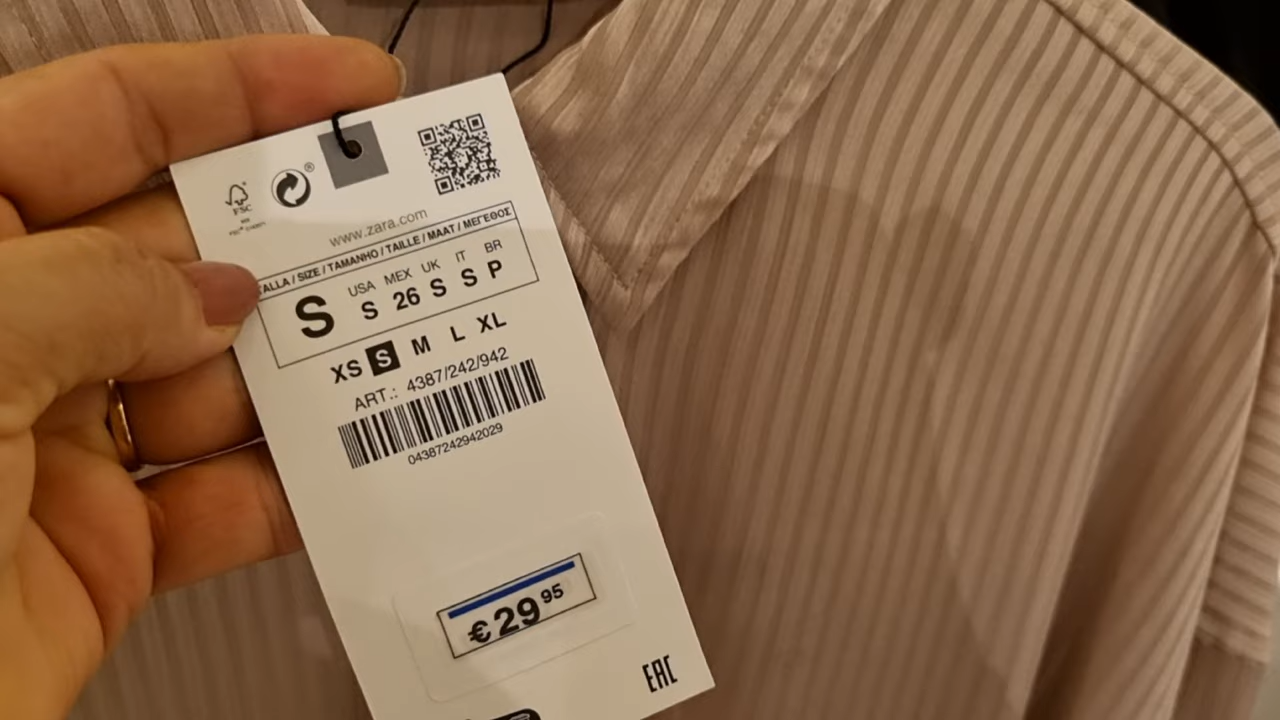 FSC
®
www.zara.com
TALLA / SIZE / TAMANHO / TAILLE / MAAT / ΜΕΓΕΘΟΣ
USA MEX UK IT BR
S S 26 S S P
XS S M L XL
ART.: 4387/242/942
04387242942029
€29 95
EAC